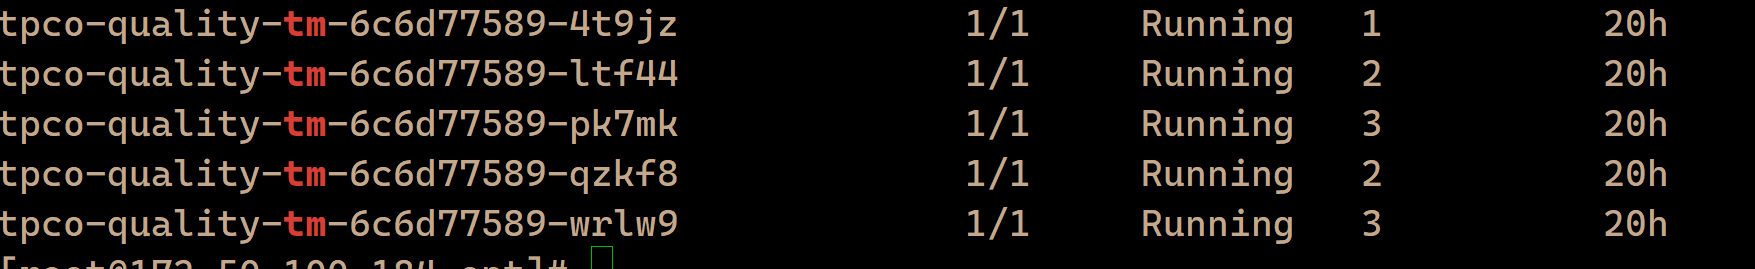 tpco-quality-tm-6c6d77589-4t9jz 1/1 Running 1 20h
tpco-quality-tm-6c6d77589-ltf44 1/1 Running 2 20h
tpco-quality-tm-6c6d77589-pk7mk 1/1 Running 3 20h
tpco-quality-tm-6c6d77589-qzkf8 1/1 Running 2 20h
tpco-quality-tm-6c6d77589-wrlw9 1/1 Running 3 20h